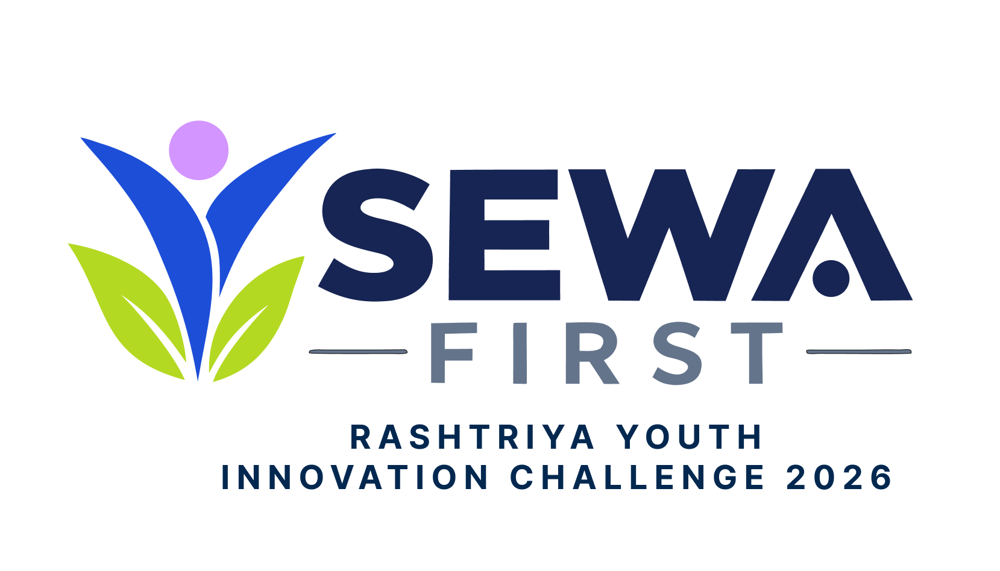 SEWA
FIRST
RASHTRIYA YOUTH
INNOVATION CHALLENGE 2026